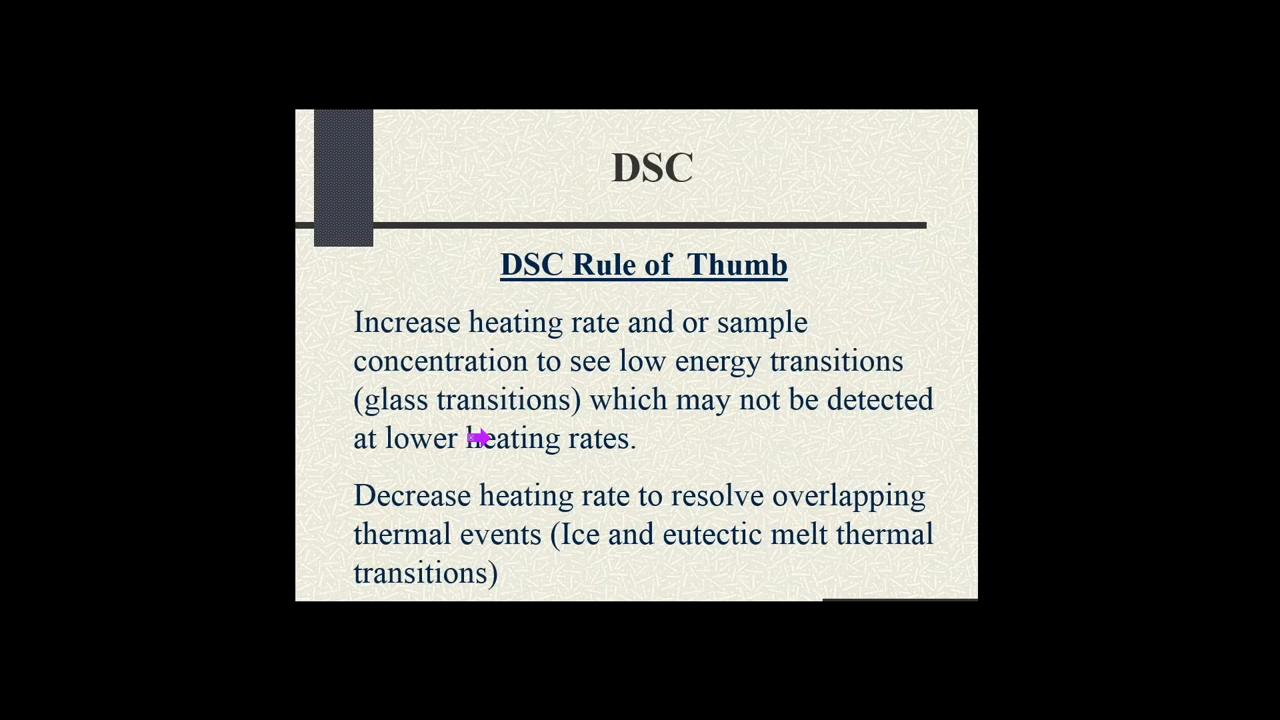 DSC
DSC Rule of  Thumb
Increase heating rate and or sample
concentration to see low energy transitions
(glass transitions) which may not be detected
at lower heating rates.
Decrease heating rate to resolve overlapping
thermal events (Ice and eutectic melt thermal
transitions)